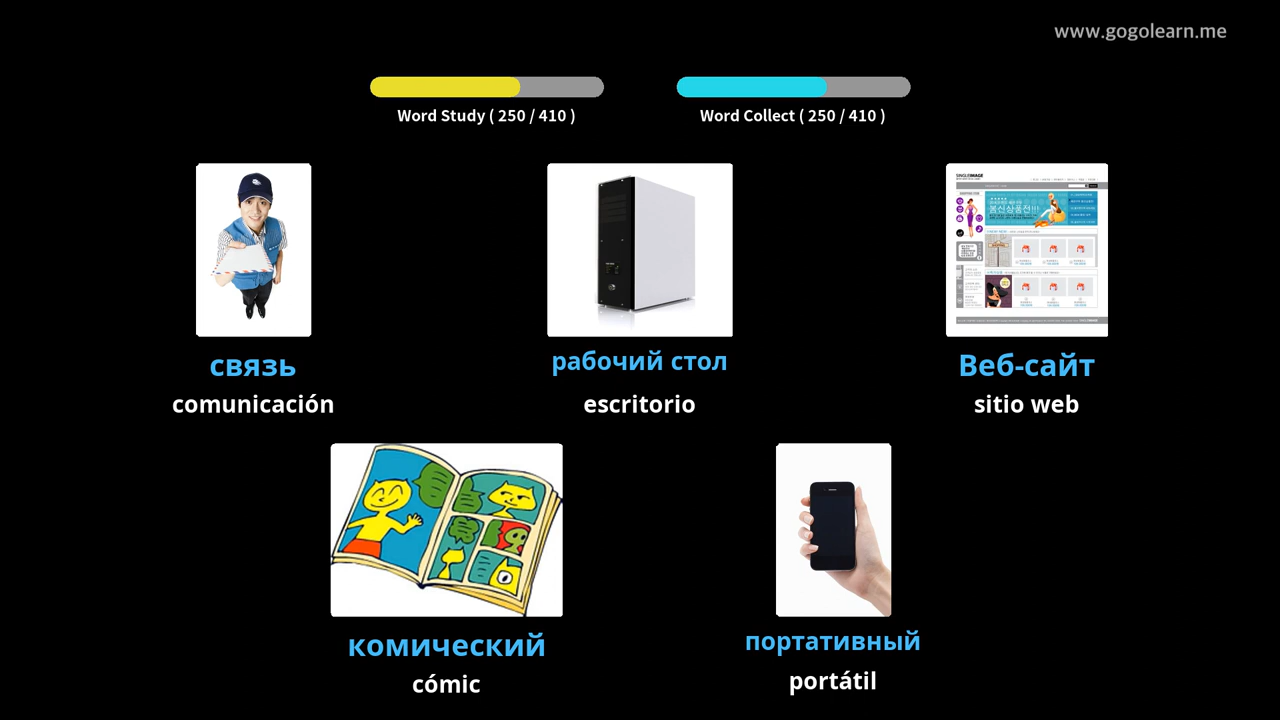 www.gogolearn.me
Word Study ( 250 / 410 )
Word Collect ( 250 / 410 )
связь
рабочий стол
Веб-сайт
comunicación
escritorio
sitio web
комический
портативный
cómic
portátil